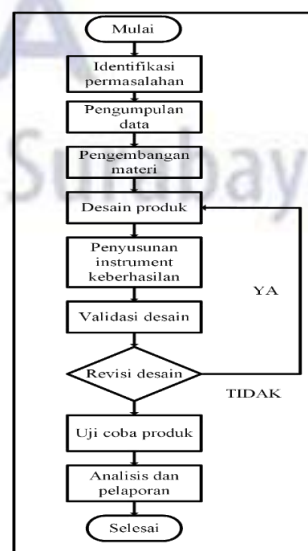 Mulai
Identifikasi
permasalahan
Pengumpulan
data
Pengembangan
materi
Desain produk
Penyusunan
instrument
keberhasilan
YA
Validasi desain
Revisi desain
TIDAK
Uji coba produk
Analisis dan
pelaporan
Selesai
A
Surabay